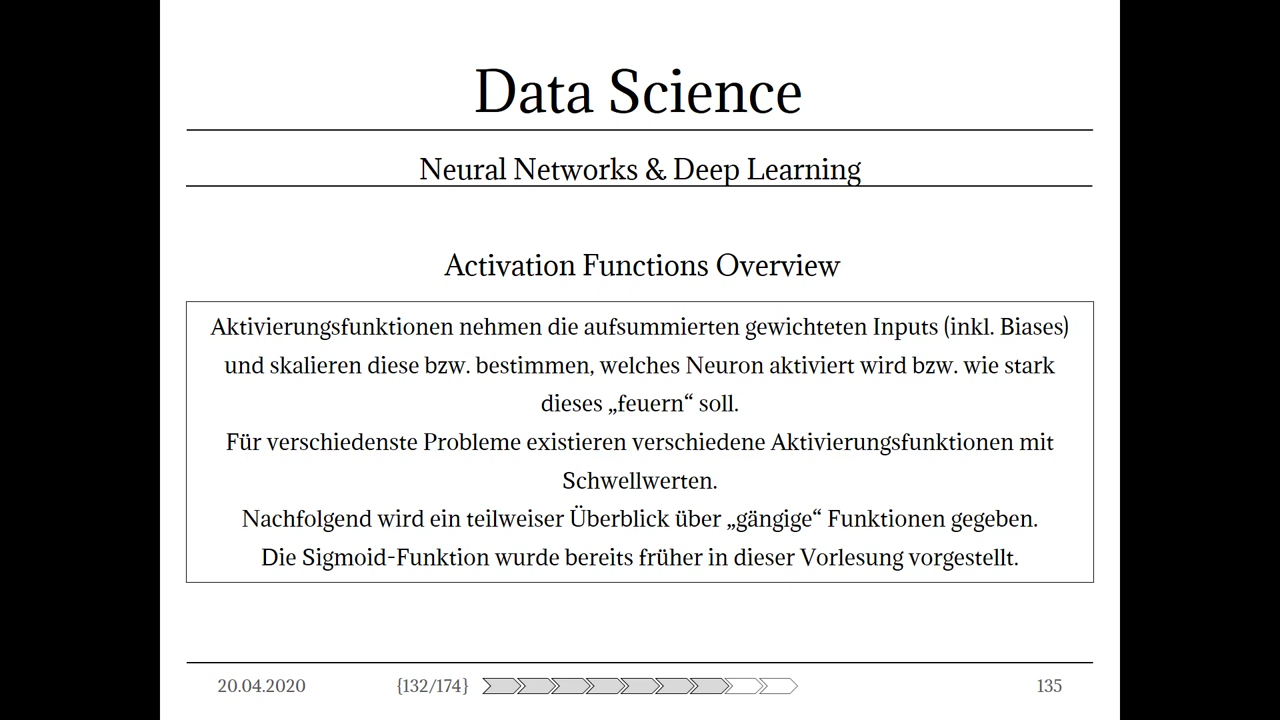 Data Science
Neural Networks & Deep Learning
Activation Functions Overview
Aktivierungsfunktionen nehmen die aufsummierten gewichteten Inputs (inkl. Biases)
und skalieren diese bzw. bestimmen, welches Neuron aktiviert wird bzw. wie stark
dieses „feuern“ soll.
Für verschiedenste Probleme existieren verschiedene Aktivierungsfunktionen mit
Schwellwerten.
Nachfolgend wird ein teilweiser Überblick über „gängige“ Funktionen gegeben.
Die Sigmoid-Funktion wurde bereits früher in dieser Vorlesung vorgestellt.
20.04.2020 {132/174} 135